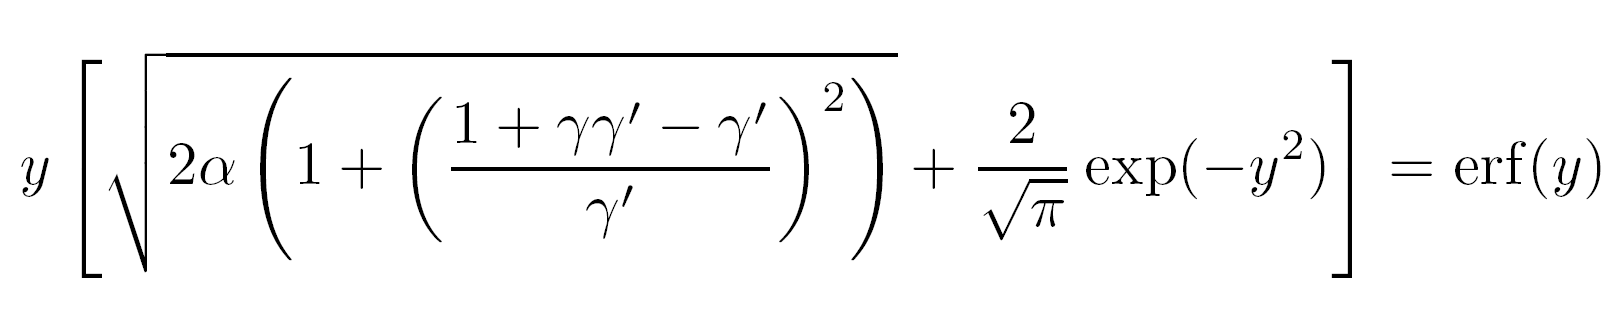 y [ √(2α (1 + ((1 + γγ′ − γ′)/γ′)²)) + (2/√π) exp(−y²) ] = erf(y)